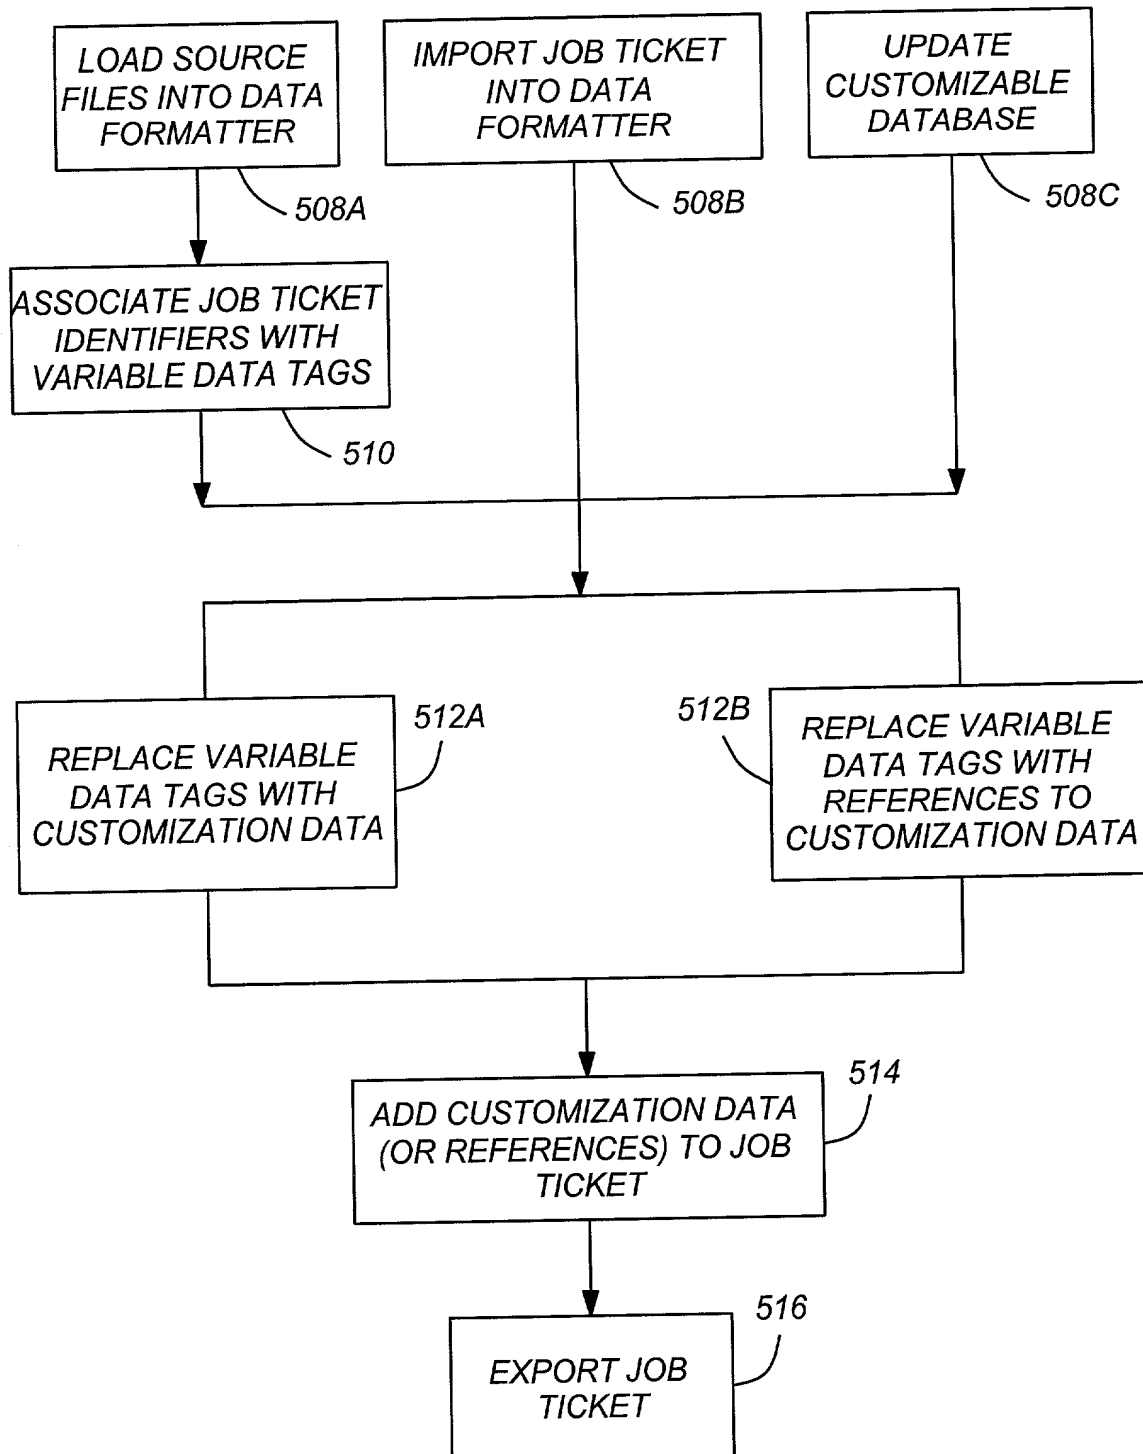 LOAD SOURCE
FILES INTO DATA
FORMATTER
508A
IMPORT JOB TICKET
INTO DATA
FORMATTER
508B
UPDATE
CUSTOMIZABLE
DATABASE
508C
ASSOCIATE JOB TICKET
IDENTIFIERS WITH
VARIABLE DATA TAGS
510
REPLACE VARIABLE
DATA TAGS WITH
CUSTOMIZATION DATA
512A
512B
REPLACE VARIABLE
DATA TAGS WITH
REFERENCES TO
CUSTOMIZATION DATA
ADD CUSTOMIZATION DATA
(OR REFERENCES) TO JOB
TICKET
514
EXPORT JOB
TICKET
516